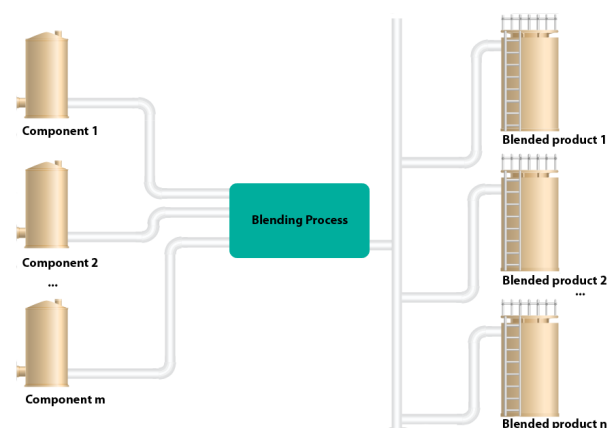 Component 1
Component 2
...
Component m
Blending Process
Blended product 1
Blended product 2
...
Blended product n